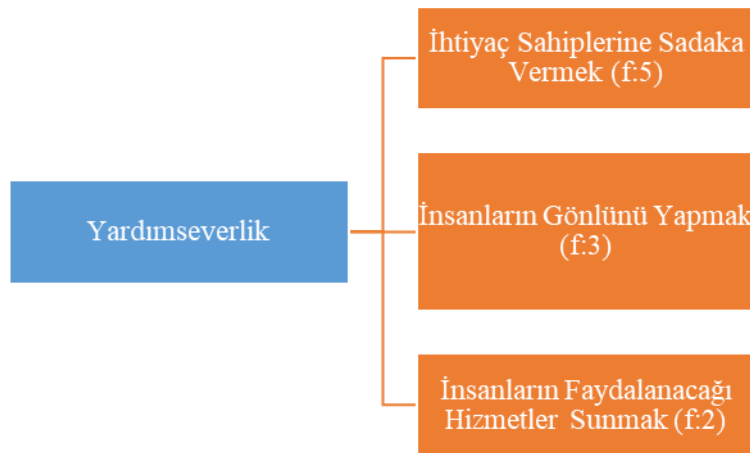 İhtiyaç Sahiplerine Sadaka
Vermek (f:5)
Yardımseverlik
İnsanların Gönlünü Yapmak
(f:3)
İnsanların Faydalanacağı
Hizmetler Sunmak (f:2)